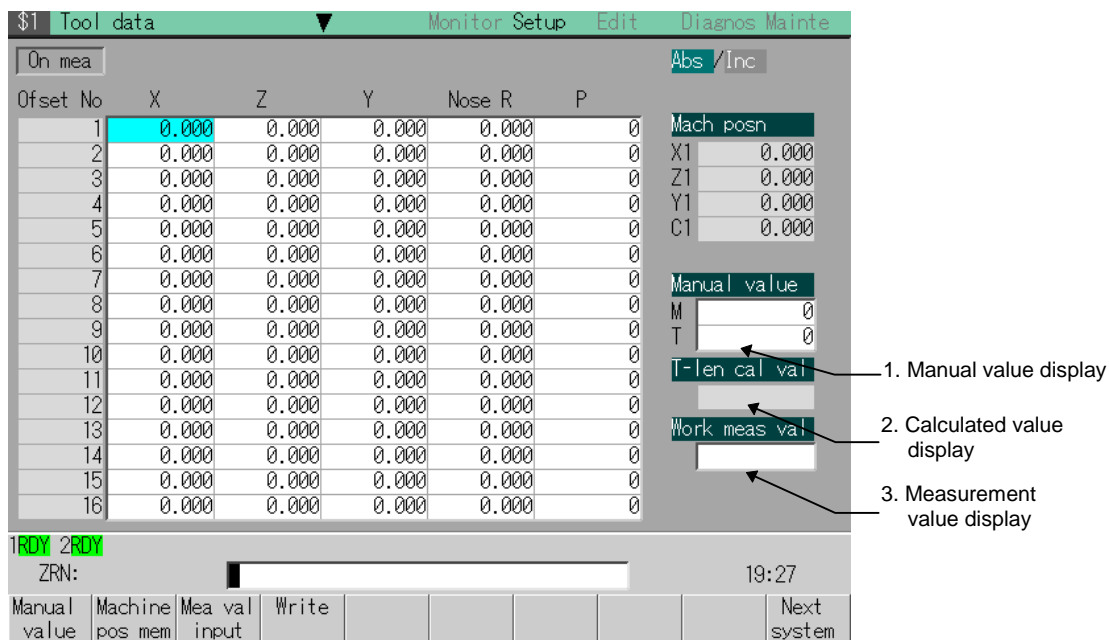 $1 Tool data ▼ Monitor Setup Edit Diagnos Mainte
On mea Abs /Inc
Ofset No X Z Y Nose R P
1 0.000 0.000 0.000 0.000 0 Mach posn
2 0.000 0.000 0.000 0.000 0 X1 0.000
3 0.000 0.000 0.000 0.000 0 Z1 0.000
4 0.000 0.000 0.000 0.000 0 Y1 0.000
5 0.000 0.000 0.000 0.000 0 C1 0.000
6 0.000 0.000 0.000 0.000 0
7 0.000 0.000 0.000 0.000 0 Manual value
8 0.000 0.000 0.000 0.000 0 M 0
9 0.000 0.000 0.000 0.000 0 T 0
10 0.000 0.000 0.000 0.000 0
11 0.000 0.000 0.000 0.000 0 T-len cal val 1. Manual value display
12 0.000 0.000 0.000 0.000 0
13 0.000 0.000 0.000 0.000 0 Work meas val 2. Calculated value
display
14 0.000 0.000 0.000 0.000 0
15 0.000 0.000 0.000 0.000 0
16 0.000 0.000 0.000 0.000 0 3. Measurement
value display
1RDY 2RDY
ZRN: 19:27
Manual Machine Mea val Write Next
value pos mem input system